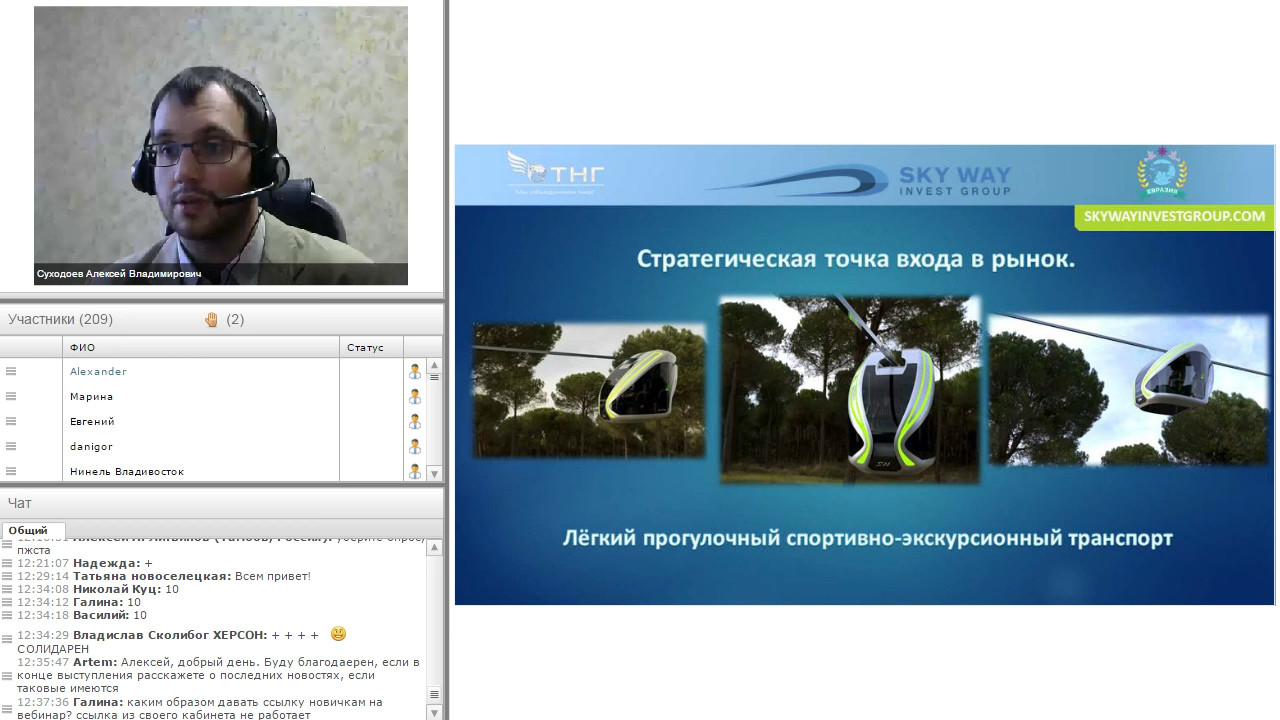 Суходоев Алексей Владимирович
Участники (209)
(2)
ФИО
Статус
Alexander
Марина
Евгений
danigor
Нинель Владивосток
Чат
Общий
пжста
12:21:07 Надежда: +
12:29:14 Татьяна новоселецкая: Всем привет!
12:34:08 Николай Куц: 10
12:34:12 Галина: 10
12:34:18 Василий: 10
12:34:29 Владислав Сколибог ХЕРСОН: + + + +
СОЛИДАРЕН
12:35:47 Artem: Алексей, добрый день. Буду благодаерен, если в
конце выступления расскажете о последних новостях, если
таковые имеются
12:37:36 Галина: каким образом давать ссылку новичкам на
вебинар? ссылка из своего кабинета не работает
ТНГ
SKY WAY
INVEST GROUP
ЕВРАЗИЯ
SKYWAYINVESTGROUP.COM
Стратегическая точка входа в рынок.
Лёгкий прогулочный спортивно-экскурсионный транспорт